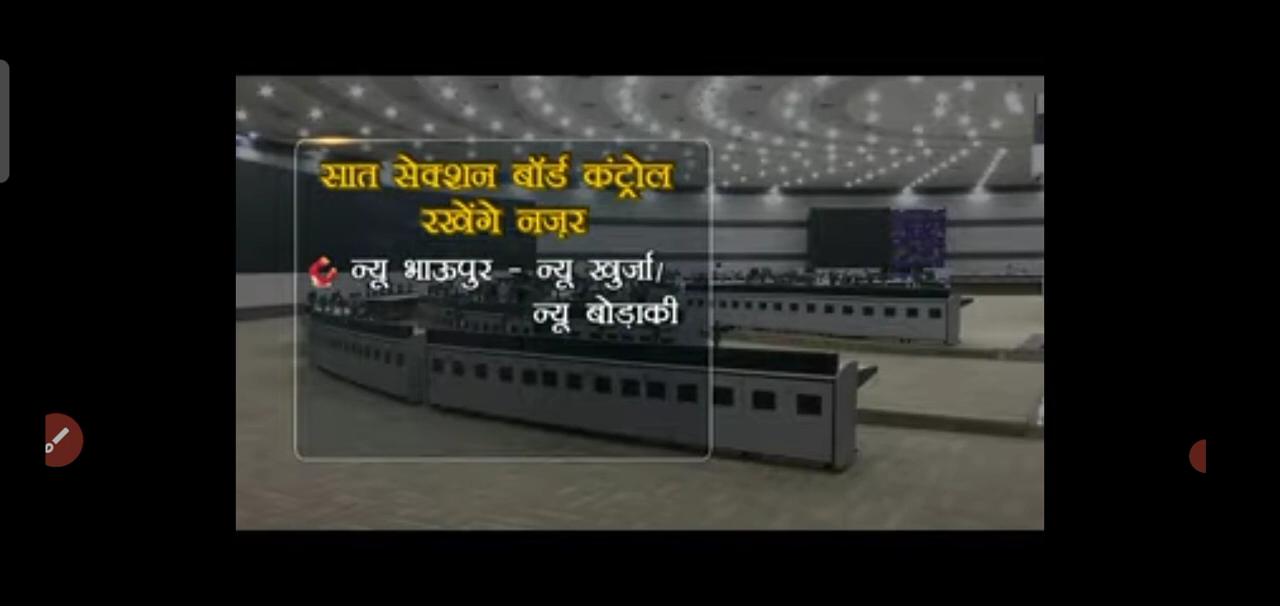 सात सेक्शन बॉर्ड कंट्रोल
रखेंगे नज़र
न्यू भाऊपुर - न्यू खुर्जा/
न्यू बोड़ाकी